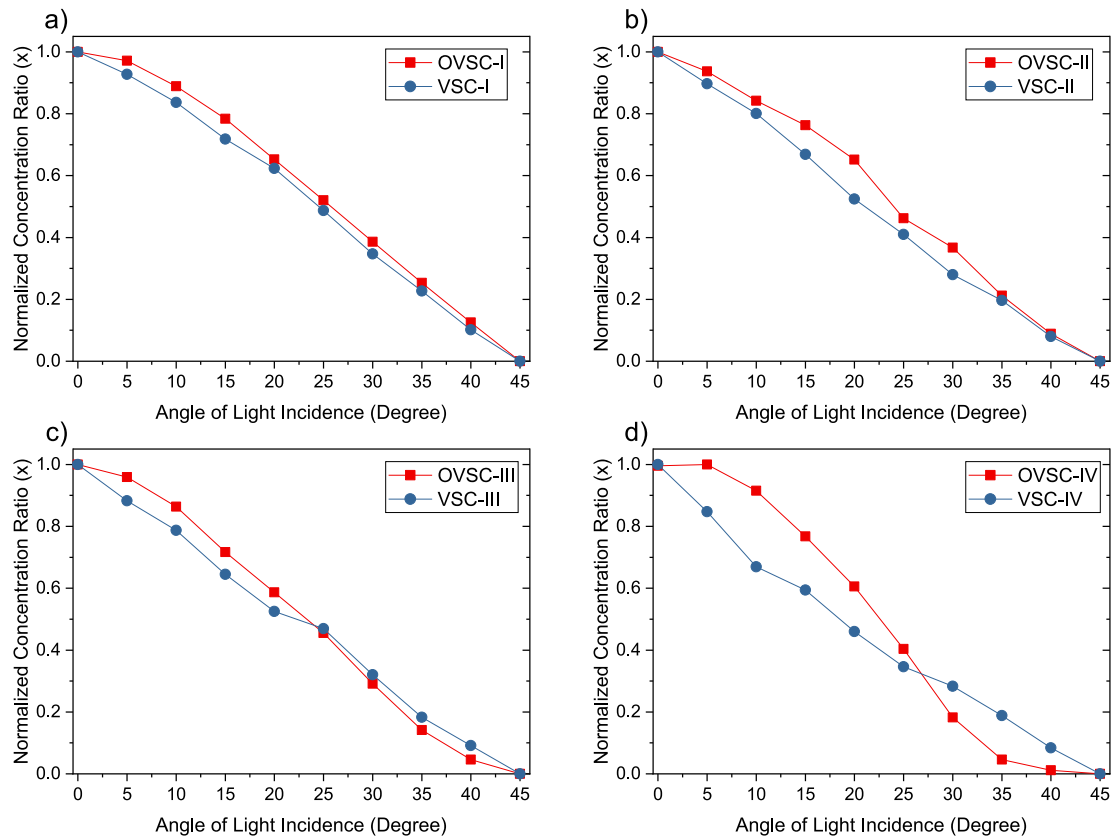 a)
OVSC-I
VSC-I
Normalized Concentration Ratio (x)
1.0
0.8
0.6
0.4
0.2
0.0
0 5 10 15 20 25 30 35 40 45
Angle of Light Incidence (Degree)
b)
OVSC-II
VSC-II
Normalized Concentration Ratio (x)
1.0
0.8
0.6
0.4
0.2
0.0
0 5 10 15 20 25 30 35 40 45
Angle of Light Incidence (Degree)
c)
OVSC-III
VSC-III
Normalized Concentration Ratio (x)
1.0
0.8
0.6
0.4
0.2
0.0
0 5 10 15 20 25 30 35 40 45
Angle of Light Incidence (Degree)
d)
OVSC-IV
VSC-IV
Normalized Concentration Ratio (x)
1.0
0.8
0.6
0.4
0.2
0.0
0 5 10 15 20 25 30 35 40 45
Angle of Light Incidence (Degree)